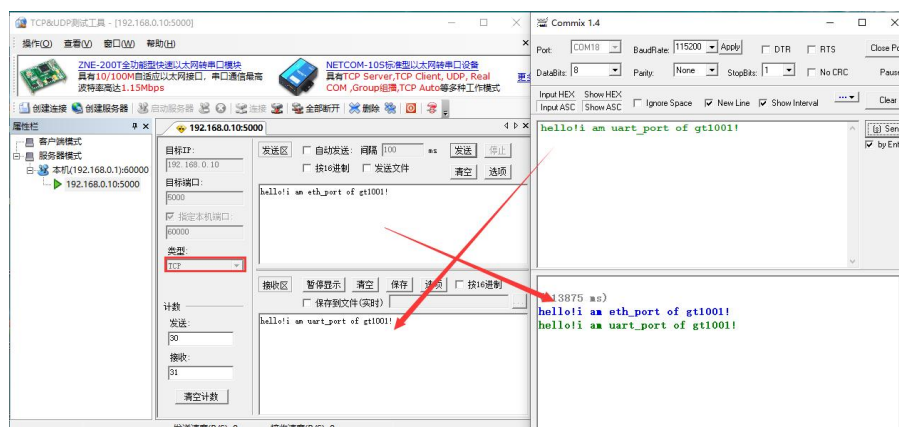 TCP&UDP测试工具 - [192.168.0.10:5000]
操作(O) 查看(V) 窗口(W) 帮助(H)
ZNE-200T全功能型快速以太网转串口模块
具有10/100M自适应以太网接口，串口通信最高
波特率高达1.15Mbps
NETCOM-10S标准型以太网转串口设备
具有TCP Server,TCP Client, UDP, Real
COM ,Group组播,TCP Auto等多种工作模式
创建连接 创建服务器 启动服务器 连接 全部断开 删除
属性栏
客户端模式
服务器模式
本机(192.168.0.1):60000
192.168.0.10:5000
192.168.0.10:5000
目标IP:
192.168.0.10
目标端口:
5000
指定本机端口:
60000
类型:
TCP
计数
发送:
30
接收:
31
清空计数
发送区 自动发送: 间隔 100 ms 发送 停止
按16进制 发送文件 清空 选项
hello!i am eth_port of gt1001!
接收区 暂停显示 清空 保存 选项 按16进制
保存到文件(实时)
hello!i am uart_port of gt1001!
Commix 1.4
Port: COM18 BaudRate: 115200 Apply DTR RTS
DataBits: 8 Parity: None StopBits: 1 No CRC Pause
Input HEX Show HEX
Input ASC Show ASC Ignore Space New Line Show Interval ... Clear
hello!i am uart_port of gt1001!
hello!i am eth_port of gt1001!
hello!i am uart_port of gt1001!